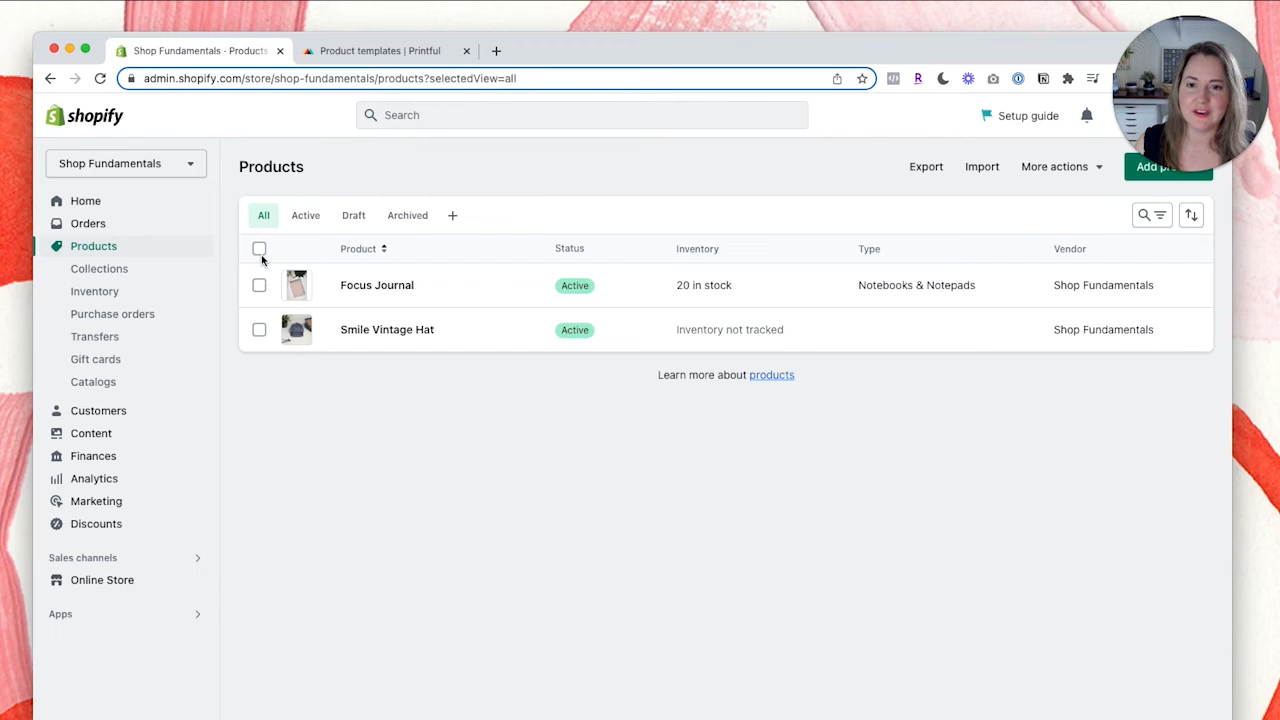 Shop Fundamentals · Products
Product templates | Printful
admin.shopify.com/store/shop-fundamentals/products?selectedView=all
shopify
Search
Setup guide
Shop Fundamentals
Products
Export
Import
More actions
Home
Orders
Products
Collections
Inventory
Purchase orders
Transfers
Gift cards
Catalogs
Customers
Content
Finances
Analytics
Marketing
Discounts
Sales channels
Online Store
Apps
All Active Draft Archived
Product Status Inventory Type Vendor
Focus Journal Active 20 in stock Notebooks & Notepads Shop Fundamentals
Smile Vintage Hat Active Inventory not tracked Shop Fundamentals
Learn more about products